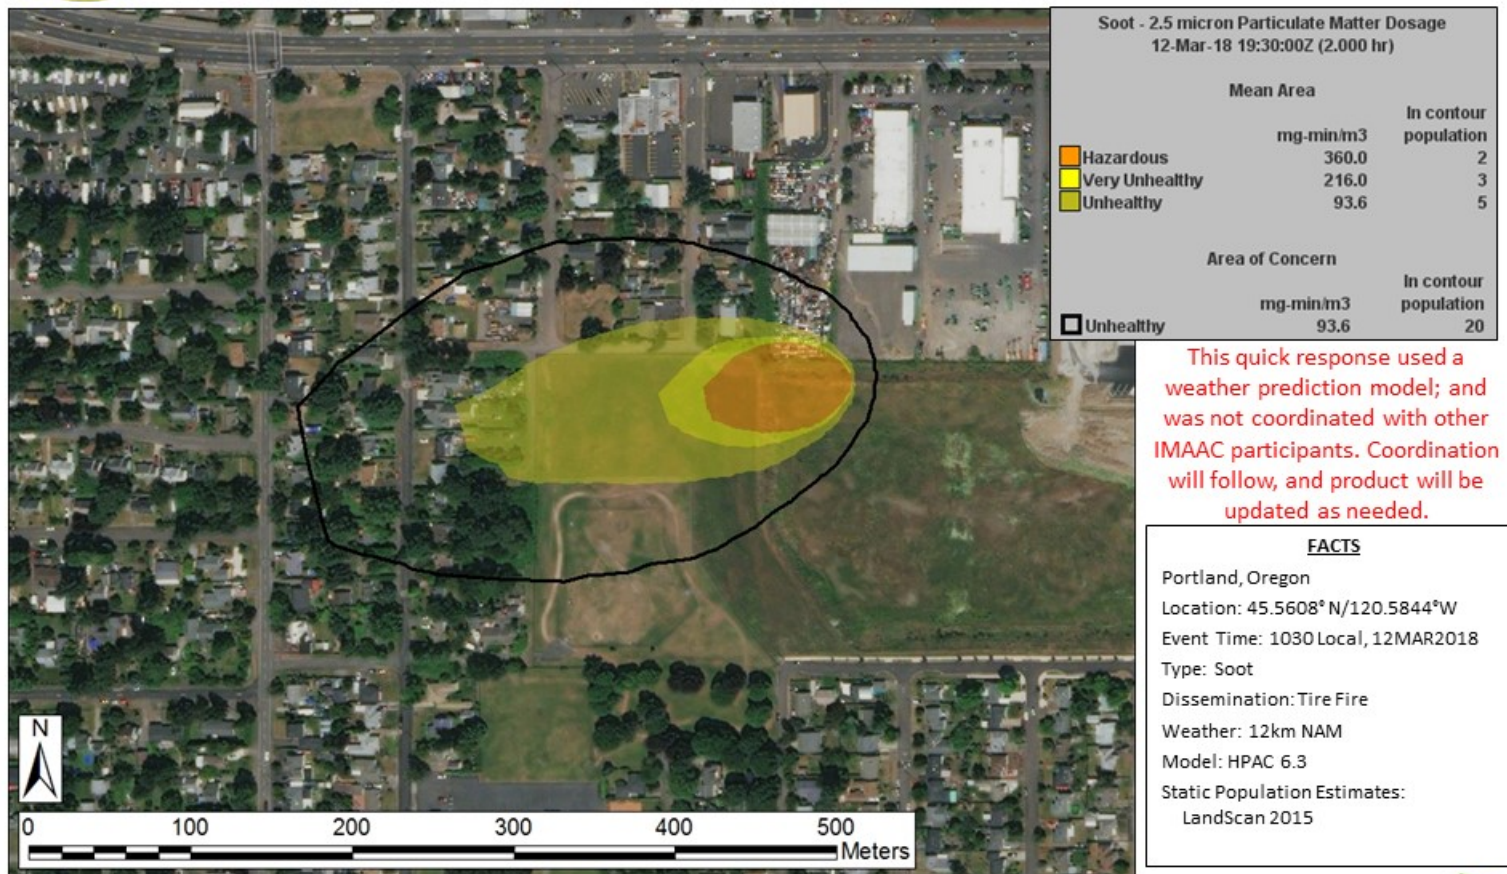 Soot - 2.5 micron Particulate Matter Dosage
12-Mar-18 19:30:00Z (2.000 hr)
Mean Area
mg-min/m3 In contour population
Hazardous 360.0 2
Very Unhealthy 216.0 3
Unhealthy 93.6 5
Area of Concern
mg-min/m3 In contour population
Unhealthy 93.6 20
This quick response used a
weather prediction model; and
was not coordinated with other
IMAAC participants. Coordination
will follow, and product will be
updated as needed.
FACTS
Portland, Oregon
Location: 45.5608° N/120.5844°W
Event Time: 1030 Local, 12MAR2018
Type: Soot
Dissemination: Tire Fire
Weather: 12km NAM
Model: HPAC 6.3
Static Population Estimates:
LandScan 2015
N
0 100 200 300 400 500
Meters